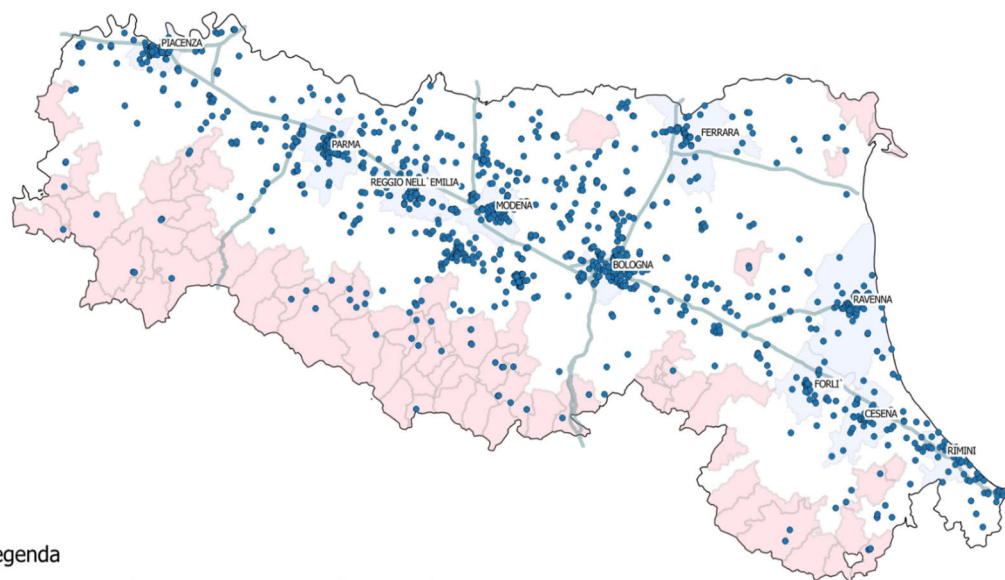 PIACENZA
PARMA
FERRARA
REGGIO NELL`EMILIA
MODENA
BOLOGNA
RAVENNA
FORLI`
CESENA
RIMINI
egenda